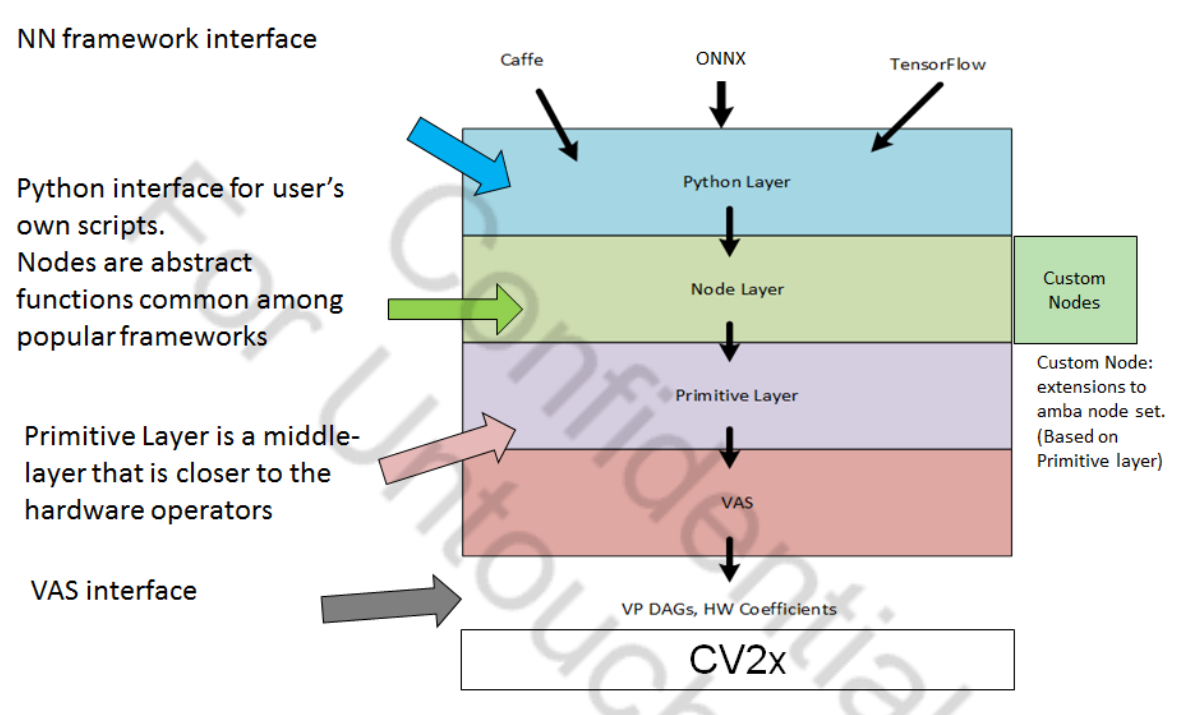 NN framework interface
Caffe
ONNX
TensorFlow
Python Layer
Python interface for user's
own scripts.
Nodes are abstract
functions common among
popular frameworks
Node Layer
Custom
Nodes
Custom Node:
extensions to
amba node set.
(Based on
Primitive layer)
Primitive Layer
Primitive Layer is a middle-
layer that is closer to the
hardware operators
VAS
VAS interface
VP DAGs, HW Coefficients
CV2x
Confidential
For Untouch